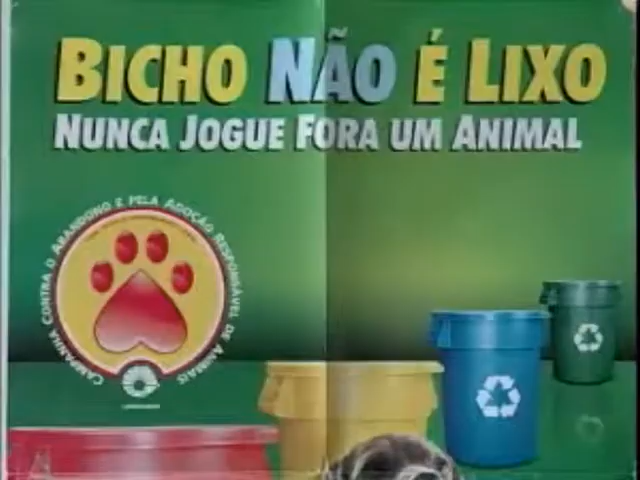 BICHO NÃO É LIXO
NUNCA JOGUE FORA UM ANIMAL
CAMPANHA CONTRA O ABANDONO E PELA ADOÇÃO RESPONSÁVEL DE ANIMAIS